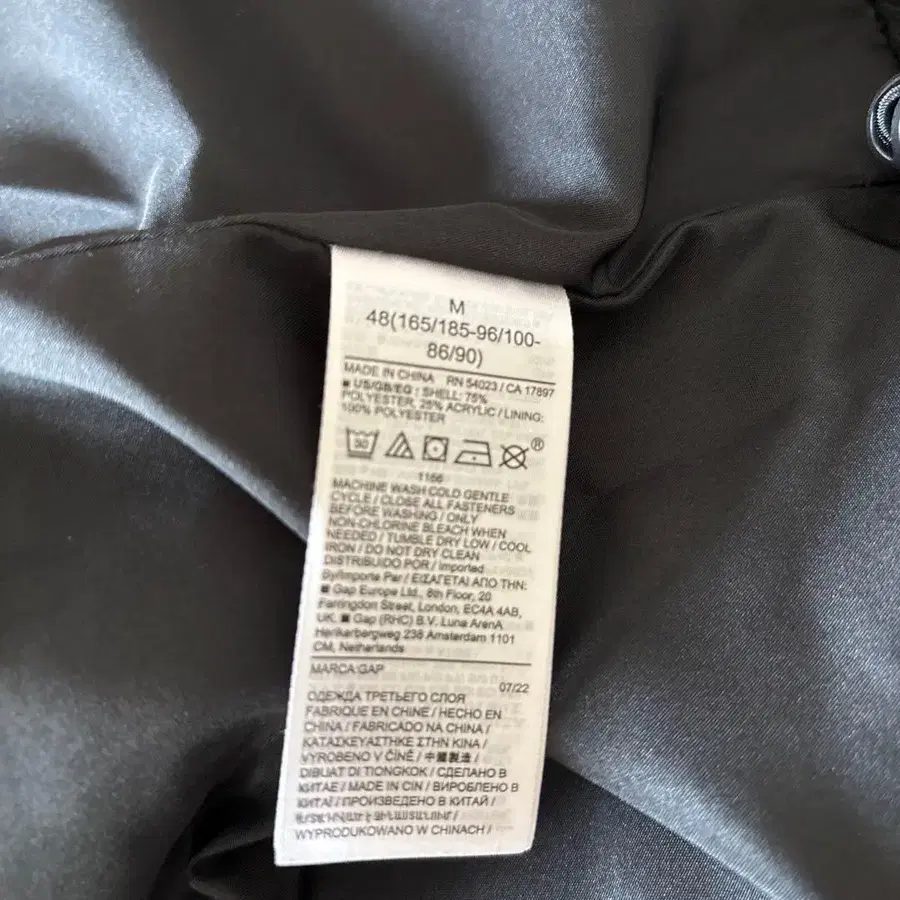 M
48(165/185-96/100-
86/90)
MADE IN CHINA RN 54023 / CA 17897
■ US/GB/EG : SHELL: 75%
POLYESTER, 25% ACRYLIC / LINING:
100% POLYESTER
30 ®
1166
MACHINE WASH COLD GENTLE
CYCLE / CLOSE ALL FASTENERS
BEFORE WASHING / ONLY
NON-CHLORINE BLEACH WHEN
NEEDED / TUMBLE DRY LOW / COOL
IRON / DO NOT DRY CLEAN
DISTRIBUIDO POR / Imported
By/Importe Par / ΕΙΣΑΓΕΤΑΙ ΑΠΟ ΤΗΝ:
■ Gap Europe Ltd., 8th Floor, 20
Farringdon Street, London, EC4A 4AB,
UK. ■ Gap (RHC) B.V. Luna ArenA
Herikerbergweg 238 Amsterdam 1101
CM, Netherlands
MARCA:GAP
07/22
ОДЕЖДА ТРЕТЬЕГО СЛОЯ
FABRIQUE EN CHINE / HECHO EN
CHINA / FABRICADO NA CHINA /
ΚΑΤΑΣΚΕΥΑΣΤΗΚΕ ΣΤΗΝ ΚΙΝΑ /
VYROBENO V ČÍNĚ / 中國製造 /
DIBUAT DI TIONGKOK / СДЕЛАНО В
КИТАЕ / MADE IN CIN / ВИРОБЛЕНО В
КИТАЇ / ПРОИЗВЕДЕНО В КИТАЙ /
WYPRODUKOWANO W CHINACH /